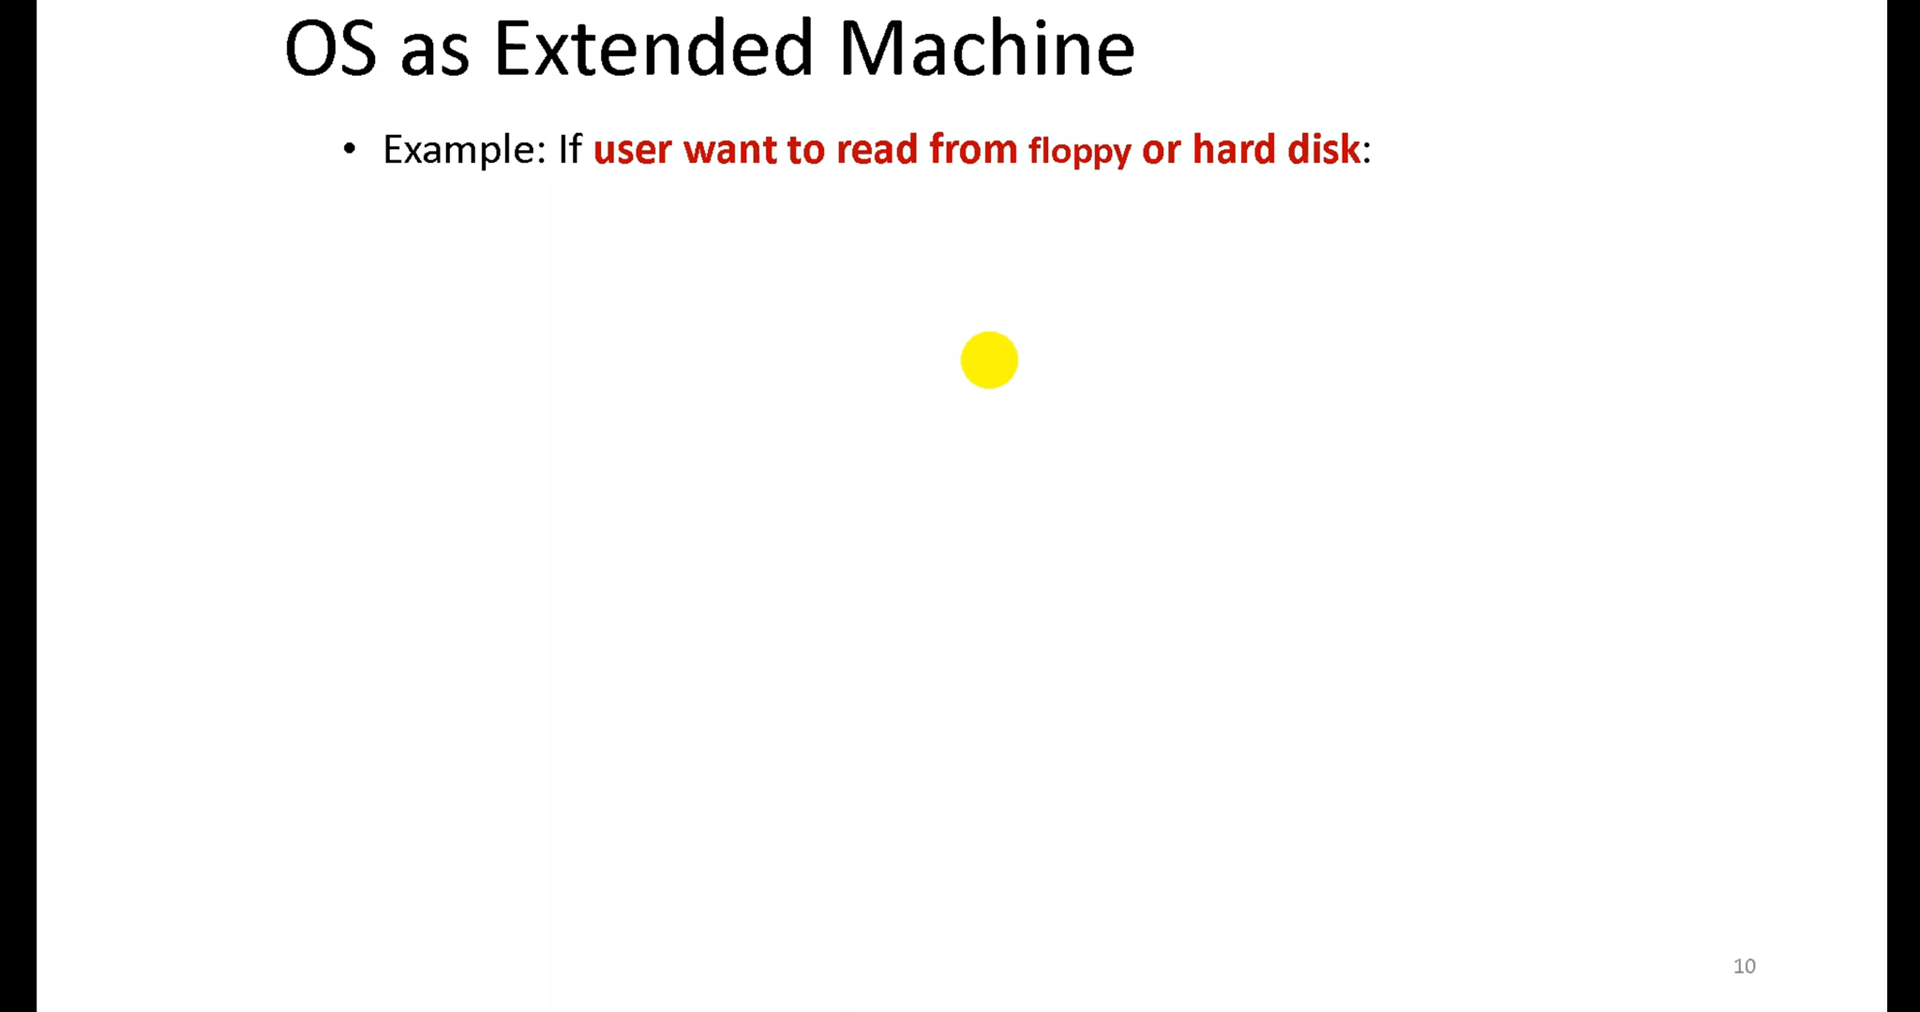 OS as Extended Machine
• Example: If user want to read from floppy or hard disk:
10